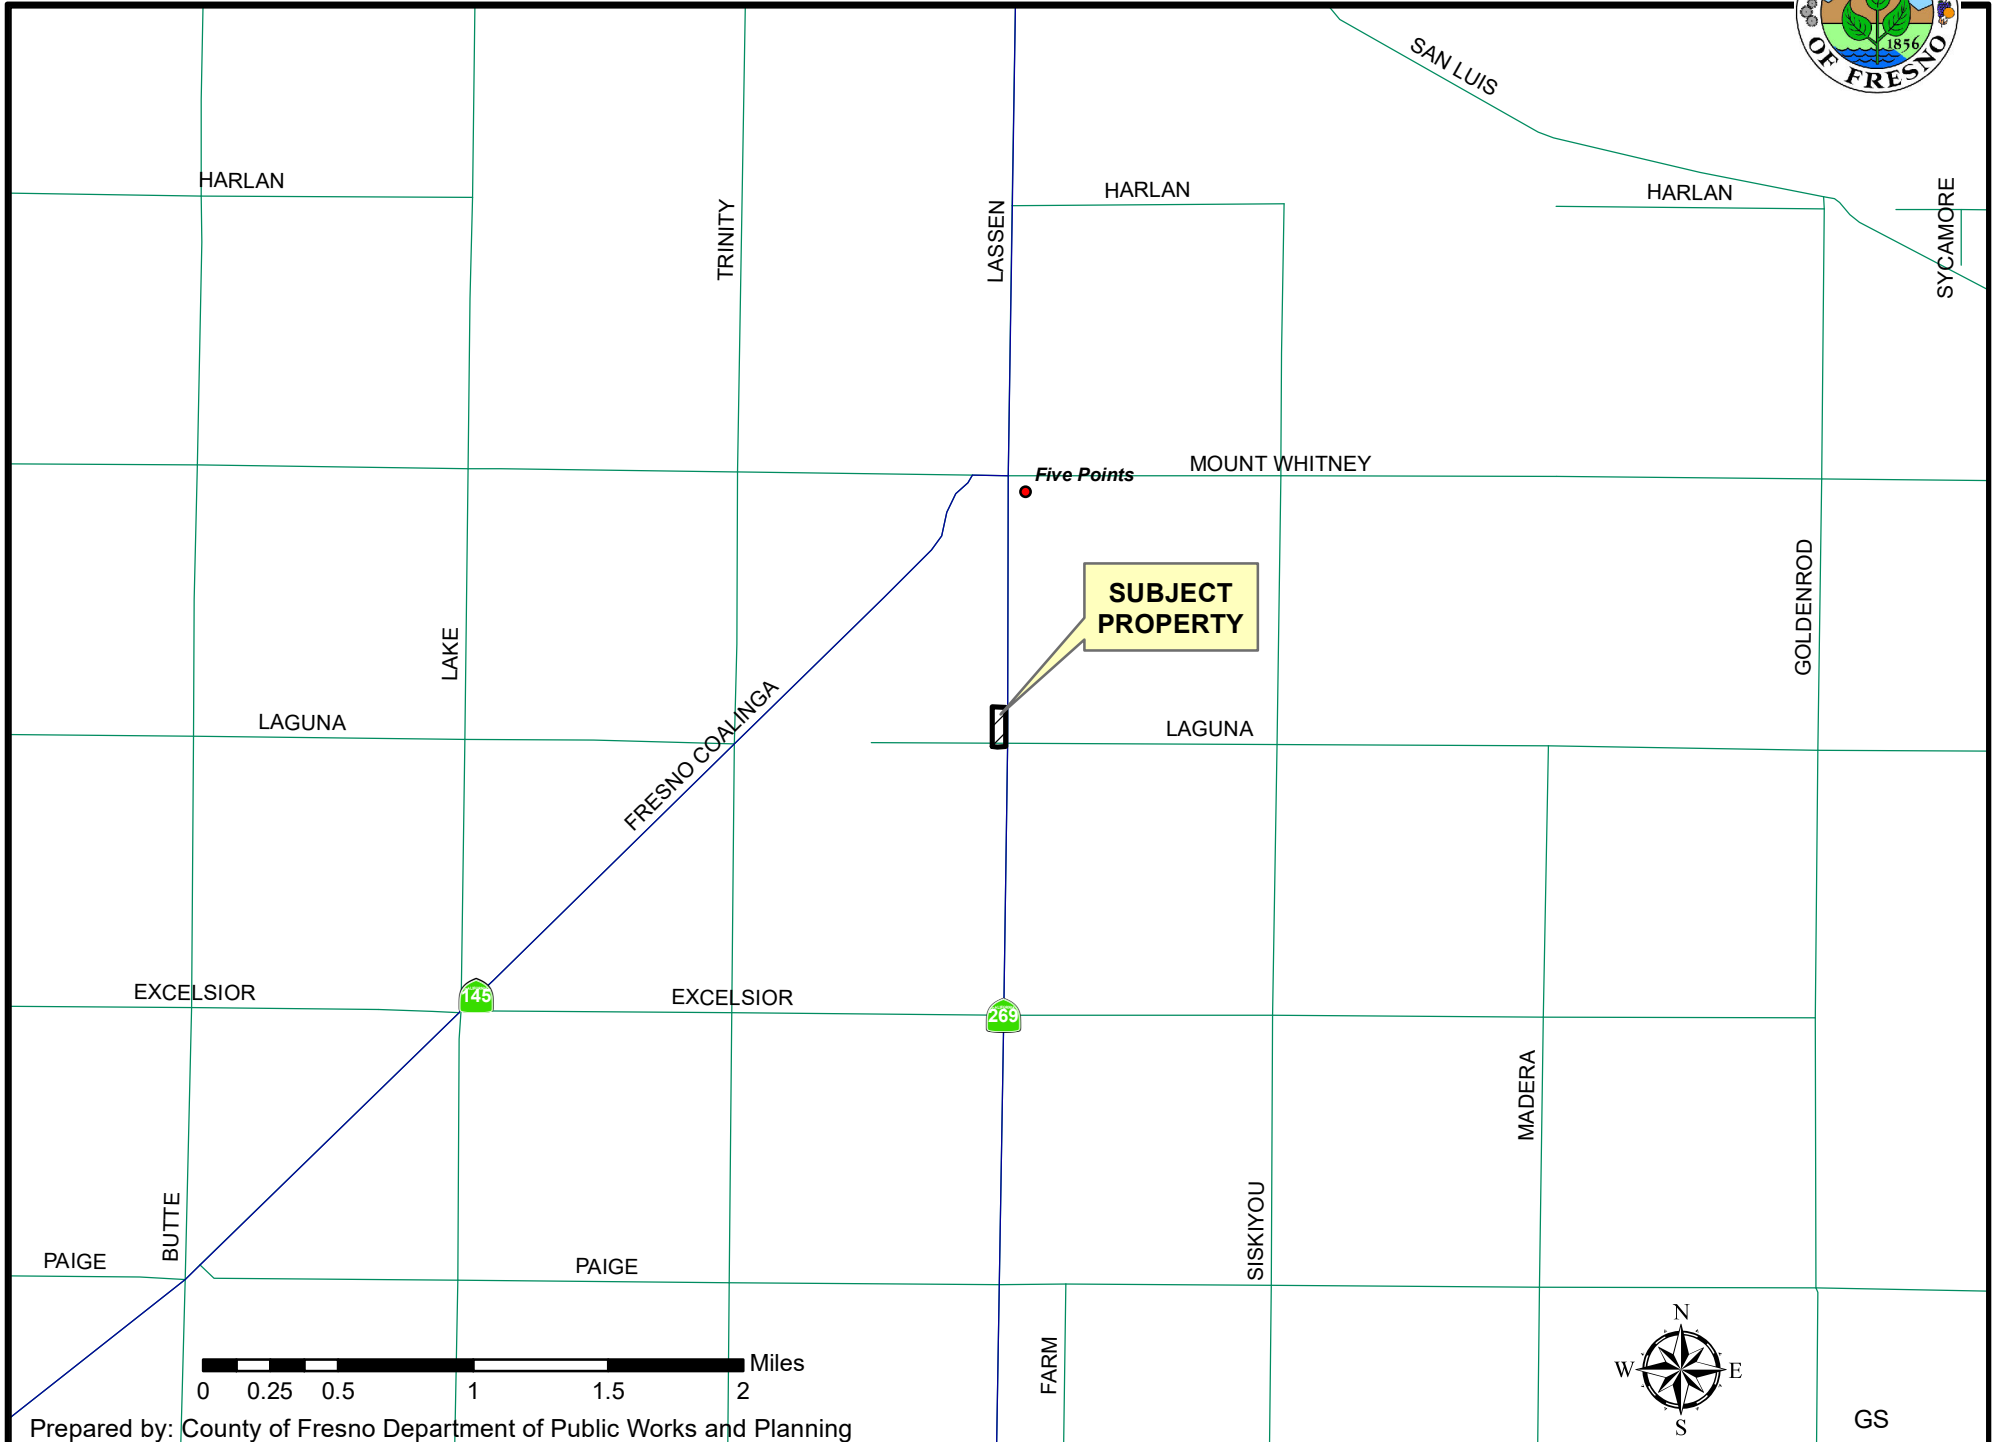 1856
OF FRESNO
SAN LUIS
HARLAN
HARLAN
HARLAN
SYCAMORE
TRINITY
LASSEN
MOUNT WHITNEY
Five Points
SUBJECT
PROPERTY
GOLDENROD
LAKE
LAGUNA
FRESNO COALINGA
LAGUNA
EXCELSIOR
145
EXCELSIOR
269
MADERA
BUTTE
SISKIYOU
PAIGE
PAIGE
FARM
N
W E
S
Miles
0 0.25 0.5 1 1.5 2
Prepared by: County of Fresno Department of Public Works and Planning
GS